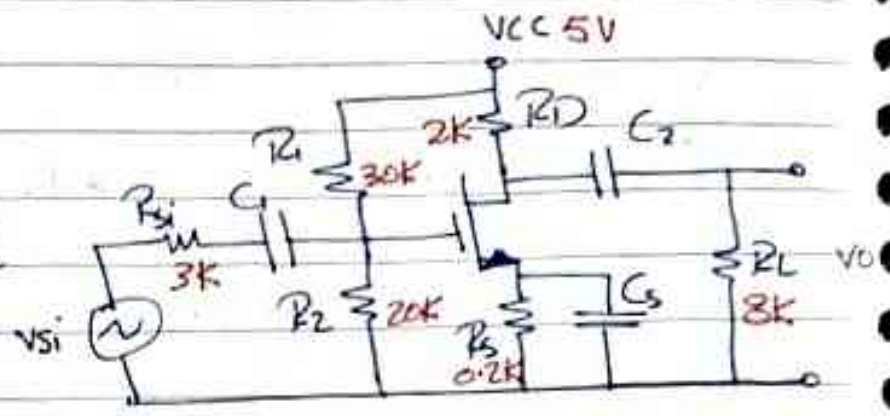 VCC 5V
RD
2K
C2
R1
30K
Rsi
C1
3K
R2
20K
RS
0.2K
CS
RL
8K
vo
vsi